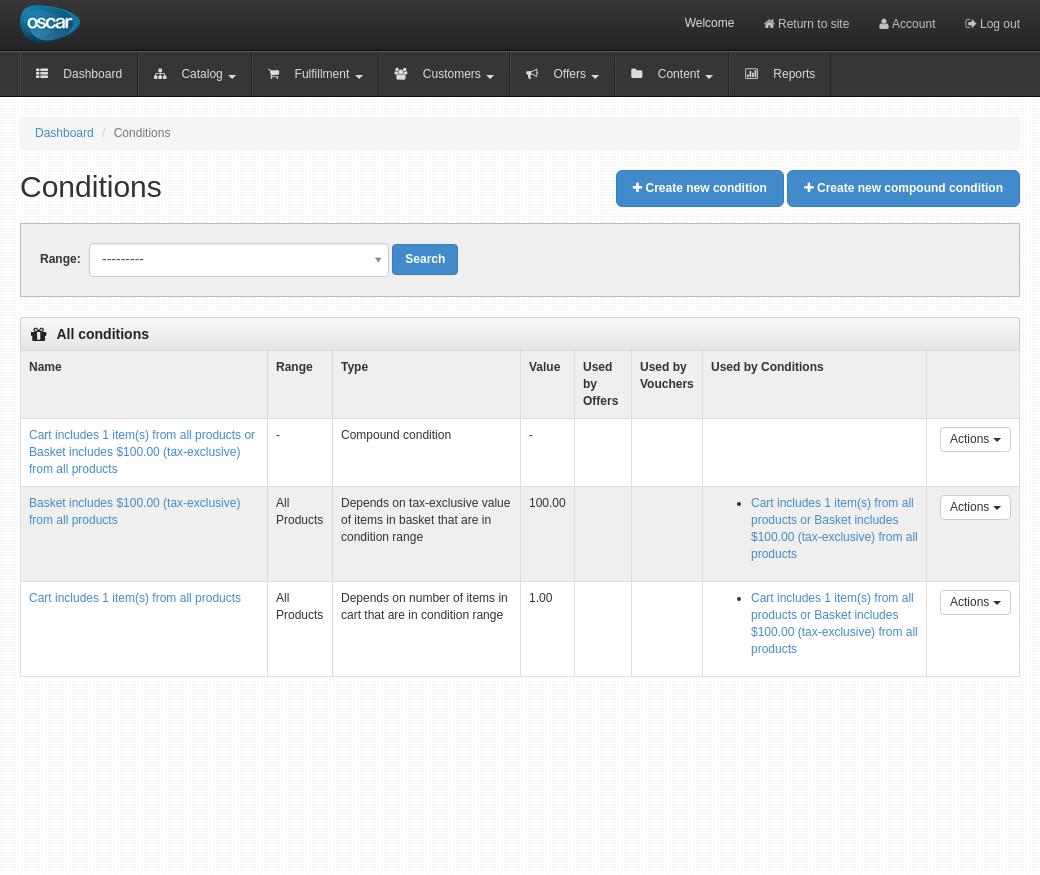 oscar
Welcome Return to site Account Log out
Dashboard Catalog Fulfillment Customers Offers Content Reports
Dashboard / Conditions
Conditions
Create new condition Create new compound condition
Range: --------- Search
All conditions
Name Range Type Value Used by Offers Used by Vouchers Used by Conditions
Cart includes 1 item(s) from all products or
Basket includes $100.00 (tax-exclusive)
from all products
-
Compound condition
-
Actions
Basket includes $100.00 (tax-exclusive)
from all products
All
Products
Depends on tax-exclusive value
of items in basket that are in
condition range
100.00
Cart includes 1 item(s) from all
products or Basket includes
$100.00 (tax-exclusive) from all
products
Actions
Cart includes 1 item(s) from all products
All
Products
Depends on number of items in
cart that are in condition range
1.00
Cart includes 1 item(s) from all
products or Basket includes
$100.00 (tax-exclusive) from all
products
Actions